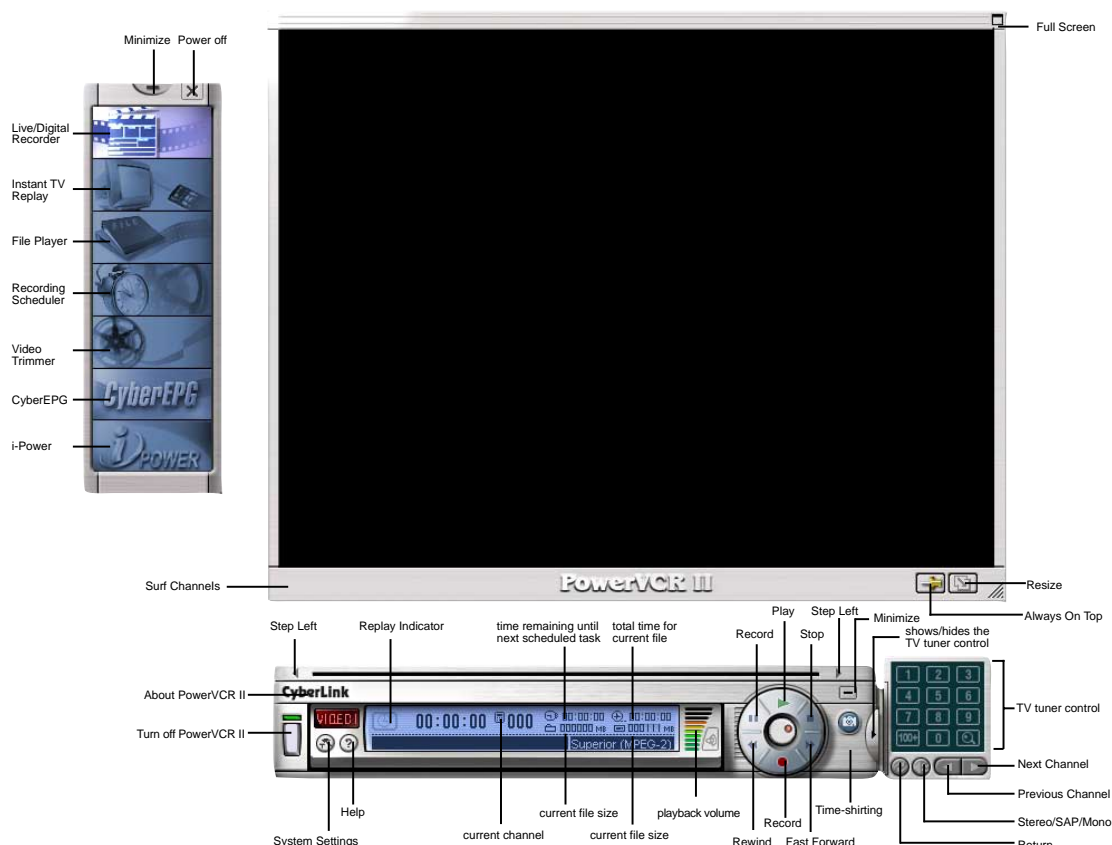 Full Screen
Minimize Power off
Live/Digital
Recorder
Instant TV
Replay
File Player
FILE
Recording
Scheduler
Video
Trimmer
CyberEPG
CyberEPG
i-Power
i POWER
Surf Channels
PowerVCR II
Resize
Always On Top
Step Left
Replay Indicator
time remaining until
next scheduled task
total time for
current file
Record
Play
Stop
Step Left
Minimize
shows/hides the
TV tuner control
About PowerVCR II
CyberLink
Turn off PowerVCR II
VIDEO1
00:00:00 000
00:00:00
00:00:00
000000 MB
000111 MB
Superior (MPEG-2)
1 2 3
4 5 6
7 8 9
100+ 0
TV tuner control
Next Channel
Previous Channel
Stereo/SAP/Mono
Return
Help
System Settings
current channel
current file size
current file size
playback volume
Rewind
Record
Fast Forward
Time-shirting